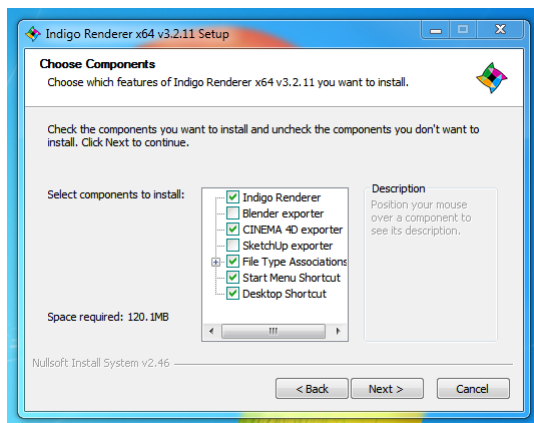 Indigo Renderer x64 v3.2.11 Setup
Choose Components
Choose which features of Indigo Renderer x64 v3.2.11 you want to install.
Check the components you want to install and uncheck the components you don't want to
install. Click Next to continue.
Select components to install:
Indigo Renderer
Blender exporter
CINEMA 4D exporter
SketchUp exporter
File Type Associations
Start Menu Shortcut
Desktop Shortcut
Description
Position your mouse
over a component to
see its description.
Space required: 120.1MB
Nullsoft Install System v2.46
< Back
Next >
Cancel